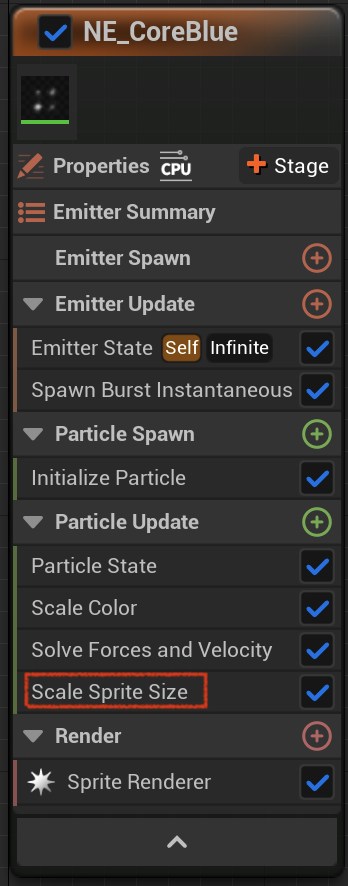 NE_CoreBlue
Properties CPU + Stage
Emitter Summary
Emitter Spawn
Emitter Update
Emitter State Self Infinite
Spawn Burst Instantaneous
Particle Spawn
Initialize Particle
Particle Update
Particle State
Scale Color
Solve Forces and Velocity
Scale Sprite Size
Render
Sprite Renderer